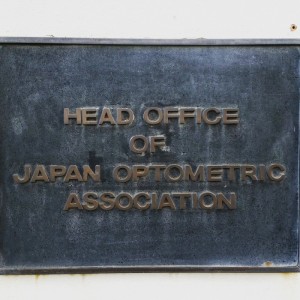 HEAD OFFICE
OF
JAPAN OPTOMETRIC
ASSOCIATION